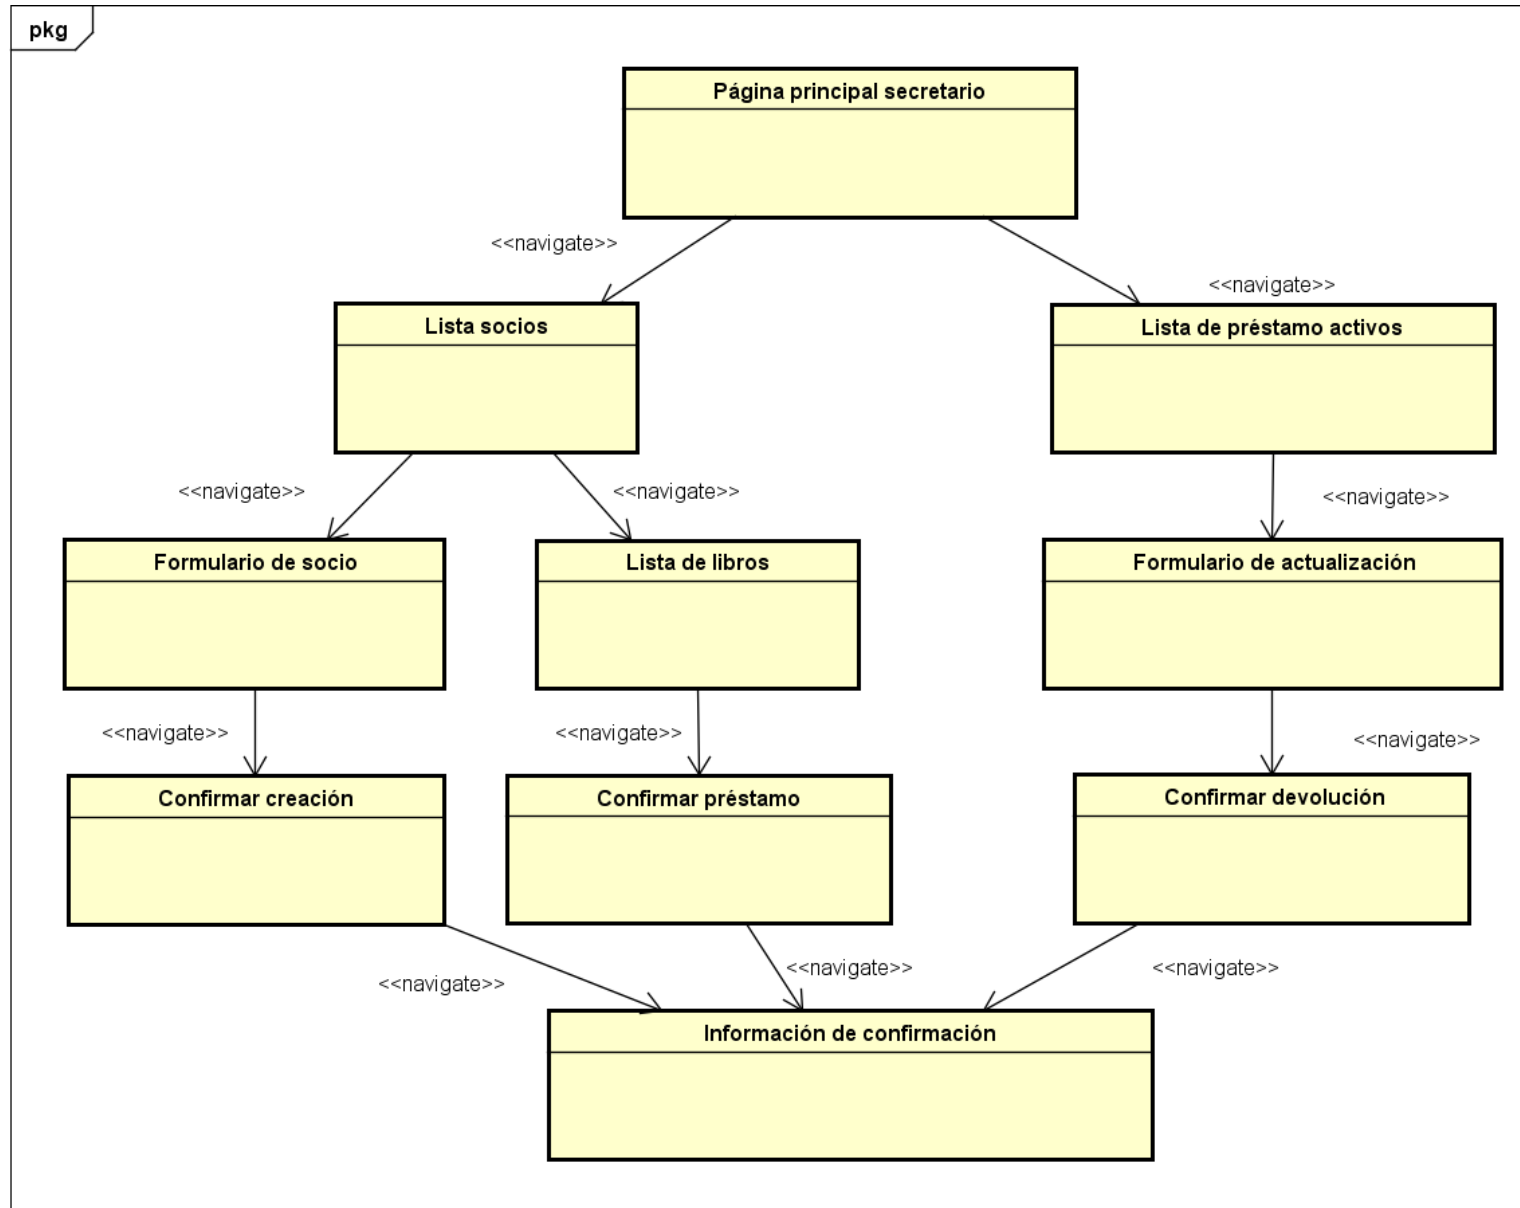 pkg
Página principal secretario
<<navigate>>
<<navigate>>
Lista socios
Lista de préstamo activos
<<navigate>>
<<navigate>>
<<navigate>>
Formulario de socio
Lista de libros
Formulario de actualización
<<navigate>>
<<navigate>>
<<navigate>>
Confirmar creación
Confirmar préstamo
Confirmar devolución
<<navigate>>
<<navigate>>
<<navigate>>
Información de confirmación